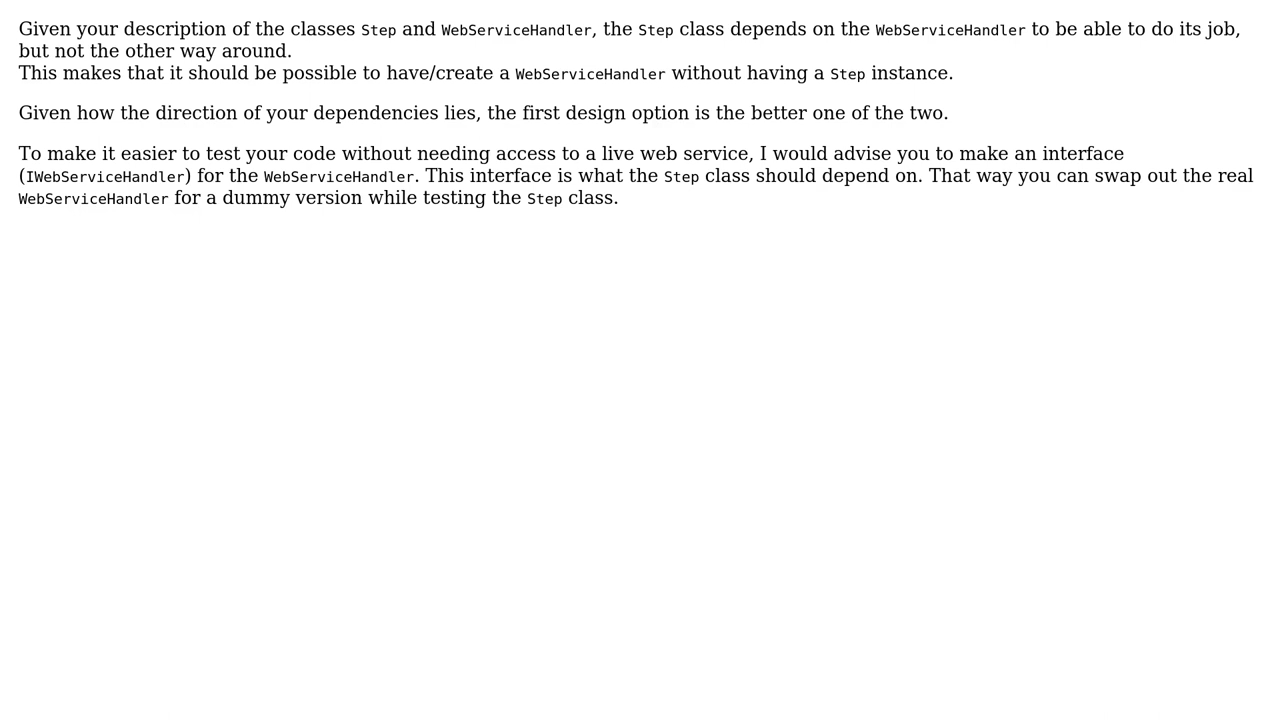 Given your description of the classes Step and WebServiceHandler, the Step class depends on the WebServiceHandler to be able to do its job,
but not the other way around.
This makes that it should be possible to have/create a WebServiceHandler without having a Step instance.
Given how the direction of your dependencies lies, the first design option is the better one of the two.
To make it easier to test your code without needing access to a live web service, I would advise you to make an interface
(IWebServiceHandler) for the WebServiceHandler. This interface is what the Step class should depend on. That way you can swap out the real
WebServiceHandler for a dummy version while testing the Step class.